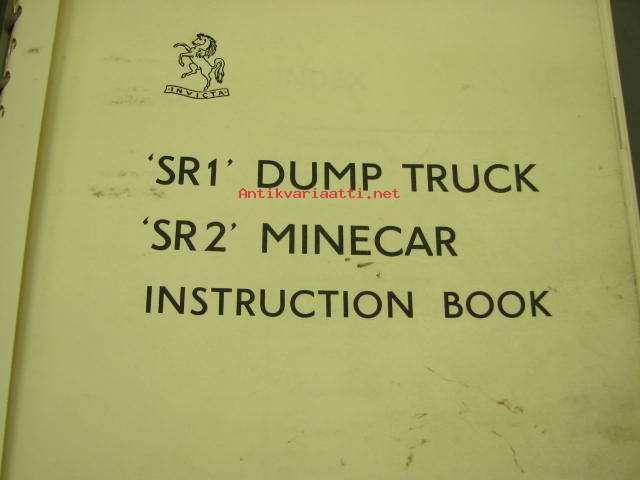 INVICTA
'SR1' DUMP TRUCK
Antikvariaatti.net
'SR2' MINECAR
INSTRUCTION BOOK